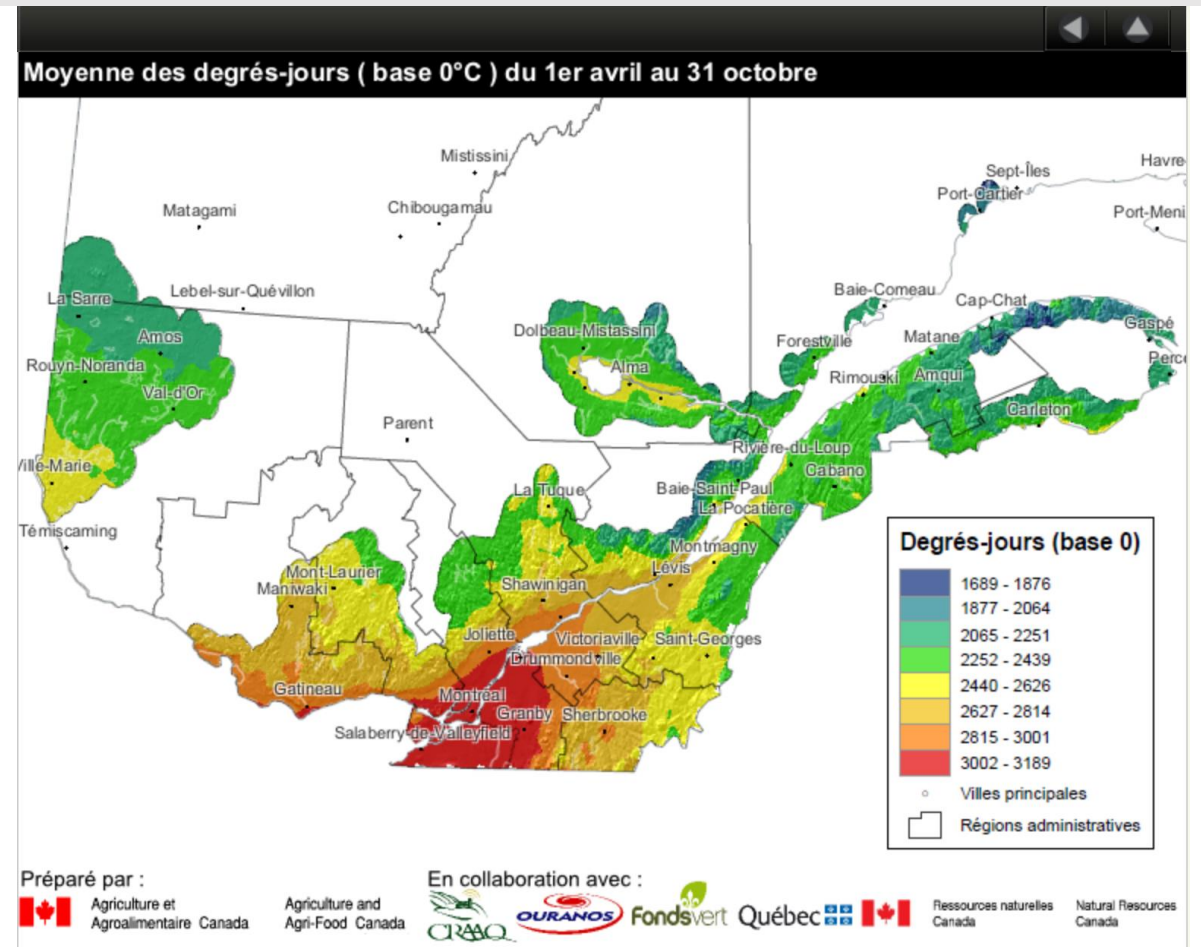 Moyenne des degrés-jours ( base 0°C ) du 1er avril au 31 octobre
Mistissini
Sept-Îles
Havre
Port-Cartier
Matagami
Chibougamau
Port-Meni
La Sarre
Lebel-sur-Quévillon
Baie-Comeau
Cap-Chat
Gaspé
Amos
Dolbeau-Mistassini
Forestville
Matane
Rouyn-Noranda
Alma
Perc
Val-d'Or
Rimouski
Amqui
Parent
Carleton
Ville-Marie
Rivière-du-Loup
Cabano
La Tuque
Baie-Saint-Paul
La Pocatière
Témiscaming
Montmagny
Mont-Laurier
Lévis
Maniwaki
Shawinigan
Joliette
Victoriaville
Saint-Georges
Drummondville
Gatineau
Montréal
Granby
Sherbrooke
Salaberry-de-Valleyfield
Degrés-jours (base 0)
1689 - 1876
1877 - 2064
2065 - 2251
2252 - 2439
2440 - 2626
2627 - 2814
2815 - 3001
3002 - 3189
Villes principales
Régions administratives
Préparé par :
En collaboration avec :
Agriculture et
Agroalimentaire Canada
Agriculture and
Agri-Food Canada
CRAAQ
OURANOS
Fondsvert
Québec
Ressources naturelles
Canada
Natural Resources
Canada